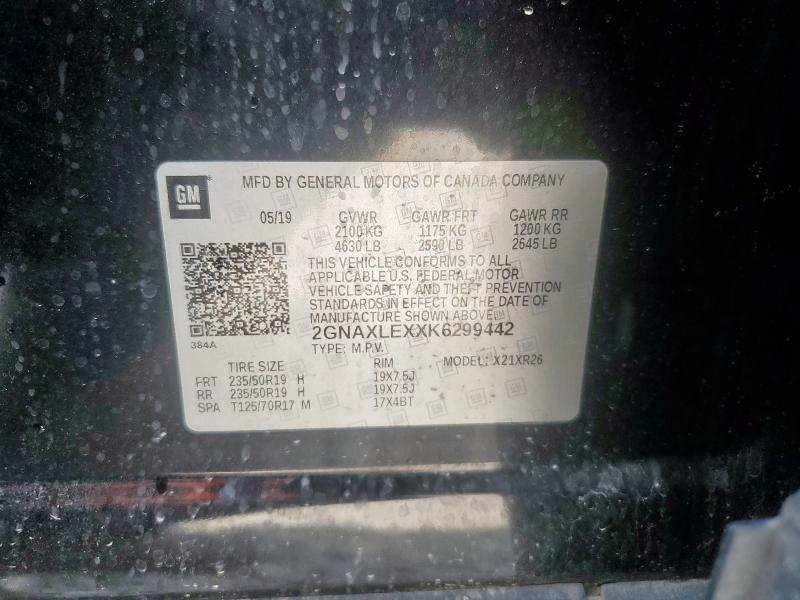 GM
MFD BY GENERAL MOTORS OF CANADA COMPANY
05/19 GVWR GAWR FRT GAWR RR
2100 KG 1175 KG 1200 KG
4630 LB 2590 LB 2645 LB
THIS VEHICLE CONFORMS TO ALL
APPLICABLE U.S. FEDERAL MOTOR
VEHICLE SAFETY AND THEFT PREVENTION
STANDARDS IN EFFECT ON THE DATE OF
MANUFACTURE SHOWN ABOVE.
384A
2GNAXLEXXK6299442
TYPE: M.P.V.
TIRE SIZE RIM MODEL: X21XR26
FRT 235/50R19 H 19X7.5J
RR 235/50R19 H 19X7.5J
SPA T125/70R17 M 17X4BT